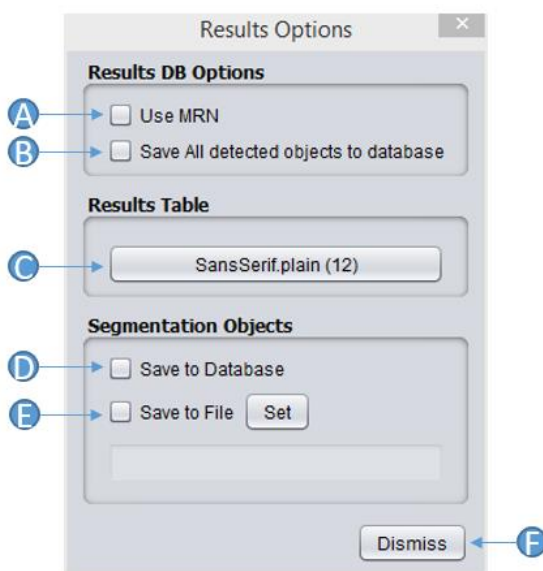 Results Options
Results DB Options
A Use MRN
B Save All detected objects to database
Results Table
C SansSerif.plain (12)
Segmentation Objects
D Save to Database
E Save to File Set
Dismiss F